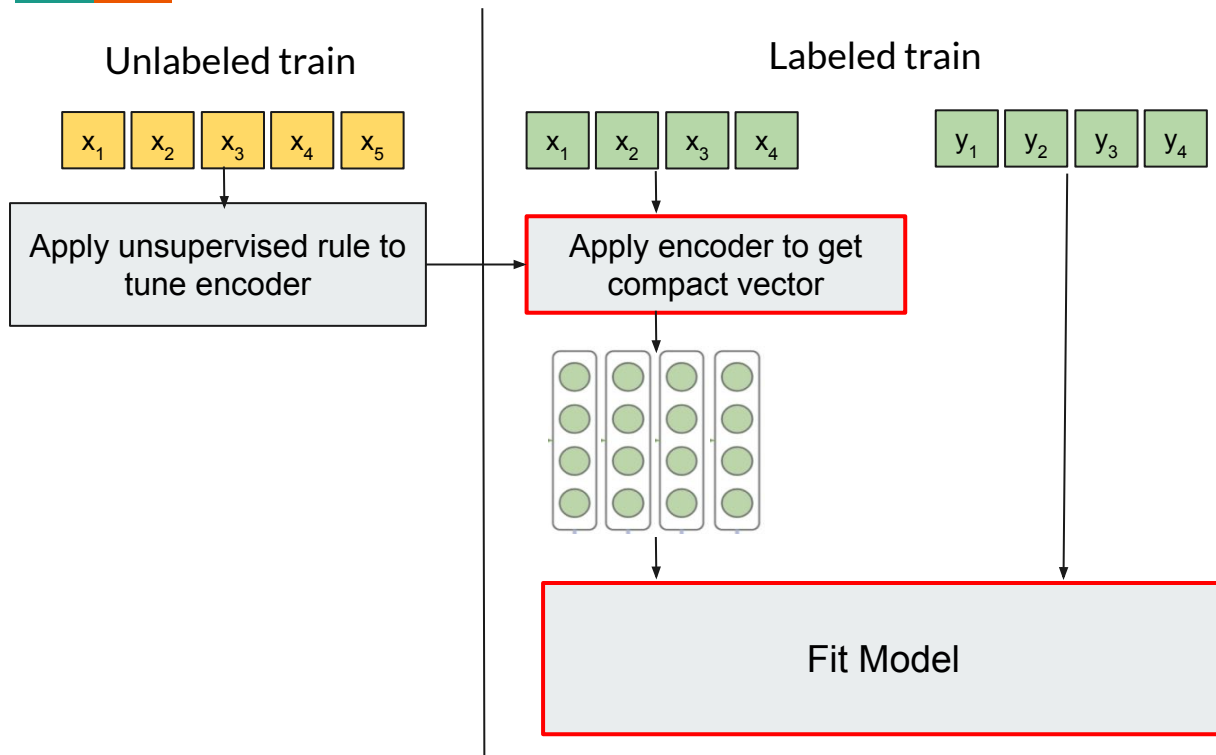 Unlabeled train
Labeled train
x₁ x₂ x₃ x₄ x₅
x₁ x₂ x₃ x₄
y₁ y₂ y₃ y₄
Apply unsupervised rule to
tune encoder
Apply encoder to get
compact vector
Fit Model